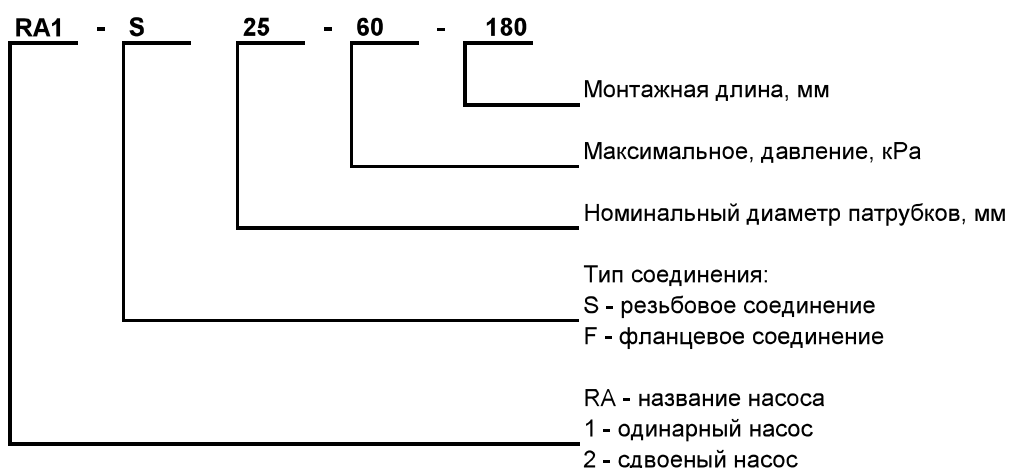 RA1 - S 25 - 60 - 180
Монтажная длина, мм
Максимальное, давление, кРа
Номинальный диаметр патрубков, мм
Тип соединения:
S - резьбовое соединение
F - фланцевое соединение
RA - название насоса
1 - одинарный насос
2 - сдвоеный насос